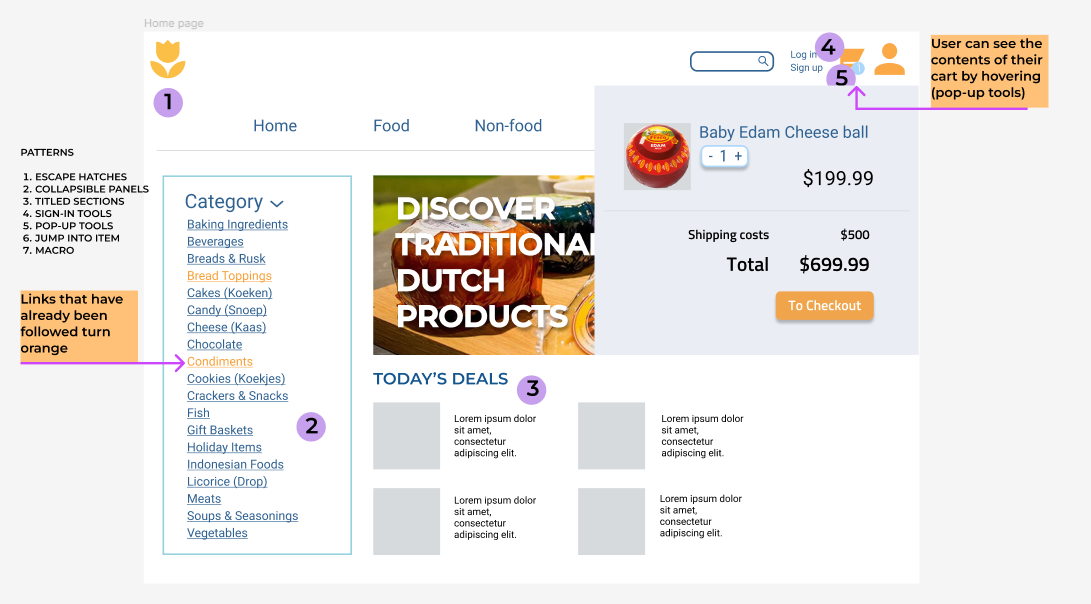 Home page
1
Log in
Sign up
4
5
1
User can see the
contents of their
cart by hovering
(pop-up tools)
Home
Food
Non-food
Baby Edam Cheese ball
- 1 +
$199.99
Shipping costs
$500
Total
$699.99
To Checkout
PATTERNS
1. ESCAPE HATCHES
2. COLLAPSIBLE PANELS
3. TITLED SECTIONS
4. SIGN-IN TOOLS
5. POP-UP TOOLS
6. JUMP INTO ITEM
7. MACRO
Links that have
already been
followed turn
orange
Category
Baking Ingredients
Beverages
Breads & Rusk
Bread Toppings
Cakes (Koeken)
Candy (Snoep)
Cheese (Kaas)
Chocolate
Condiments
Cookies (Koekjes)
Crackers & Snacks
Fish
Gift Baskets
Holiday Items
Indonesian Foods
Licorice (Drop)
Meats
Soups & Seasonings
Vegetables
2
DISCOVER
TRADITIONAL
DUTCH
PRODUCTS
EDAM
TODAY'S DEALS
3
Lorem ipsum dolor
sit amet,
consectetur
adipiscing elit.
Lorem ipsum dolor
sit amet,
consectetur
adipiscing elit.
Lorem ipsum dolor
sit amet,
consectetur
adipiscing elit.
Lorem ipsum dolor
sit amet,
consectetur
adipiscing elit.